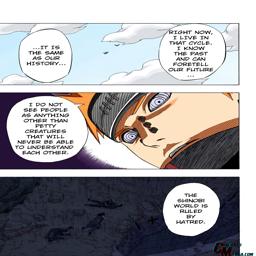 RIGHT NOW,
I LIVE IN
THAT CYCLE.
I KNOW
THE PAST
AND CAN
FORETELL
OUR FUTURE
...
...IT IS
THE SAME
AS OUR
HISTORY...
I DO NOT
SEE PEOPLE
AS ANYTHING
OTHER THAN
PETTY
CREATURES
THAT WILL
NEVER BE ABLE
TO UNDERSTAND
EACH OTHER.
THE
SHINOBI
WORLD IS
RULED
BY
HATRED.